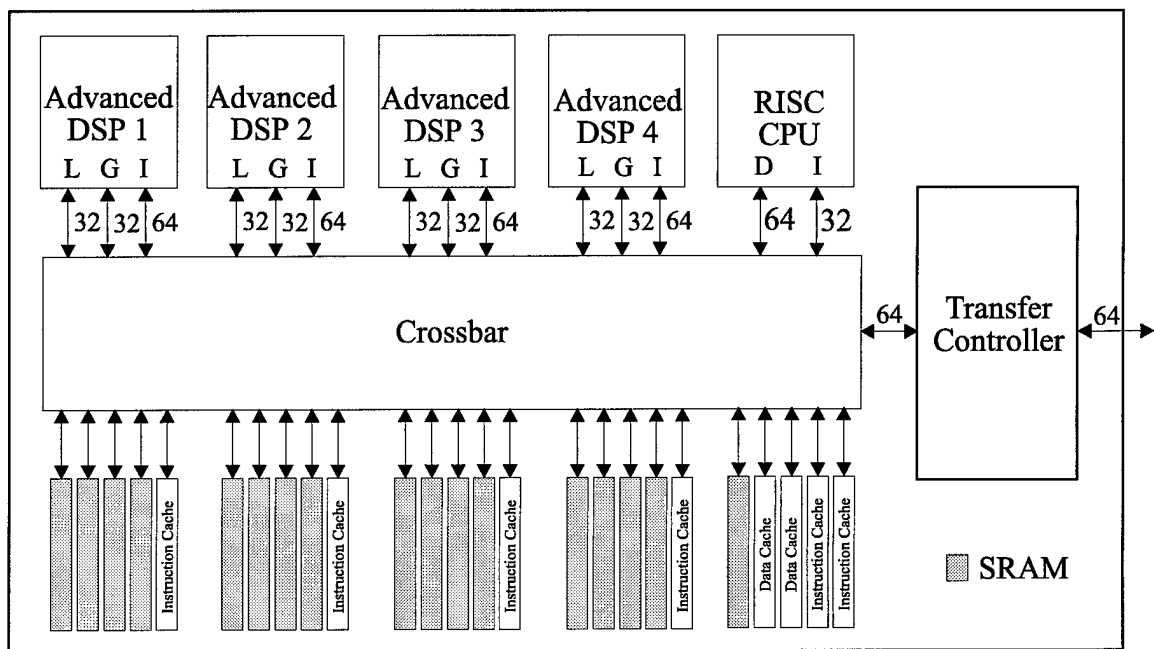 Advanced
DSP 1
L G I
Advanced
DSP 2
L G I
Advanced
DSP 3
L G I
Advanced
DSP 4
L G I
RISC
CPU
D I
32 32 64
32 32 64
32 32 64
32 32 64
64 32
Crossbar
64
Transfer
Controller
64
Instruction Cache
Instruction Cache
Instruction Cache
Instruction Cache
Data Cache
Data Cache
Instruction Cache
Instruction Cache
SRAM